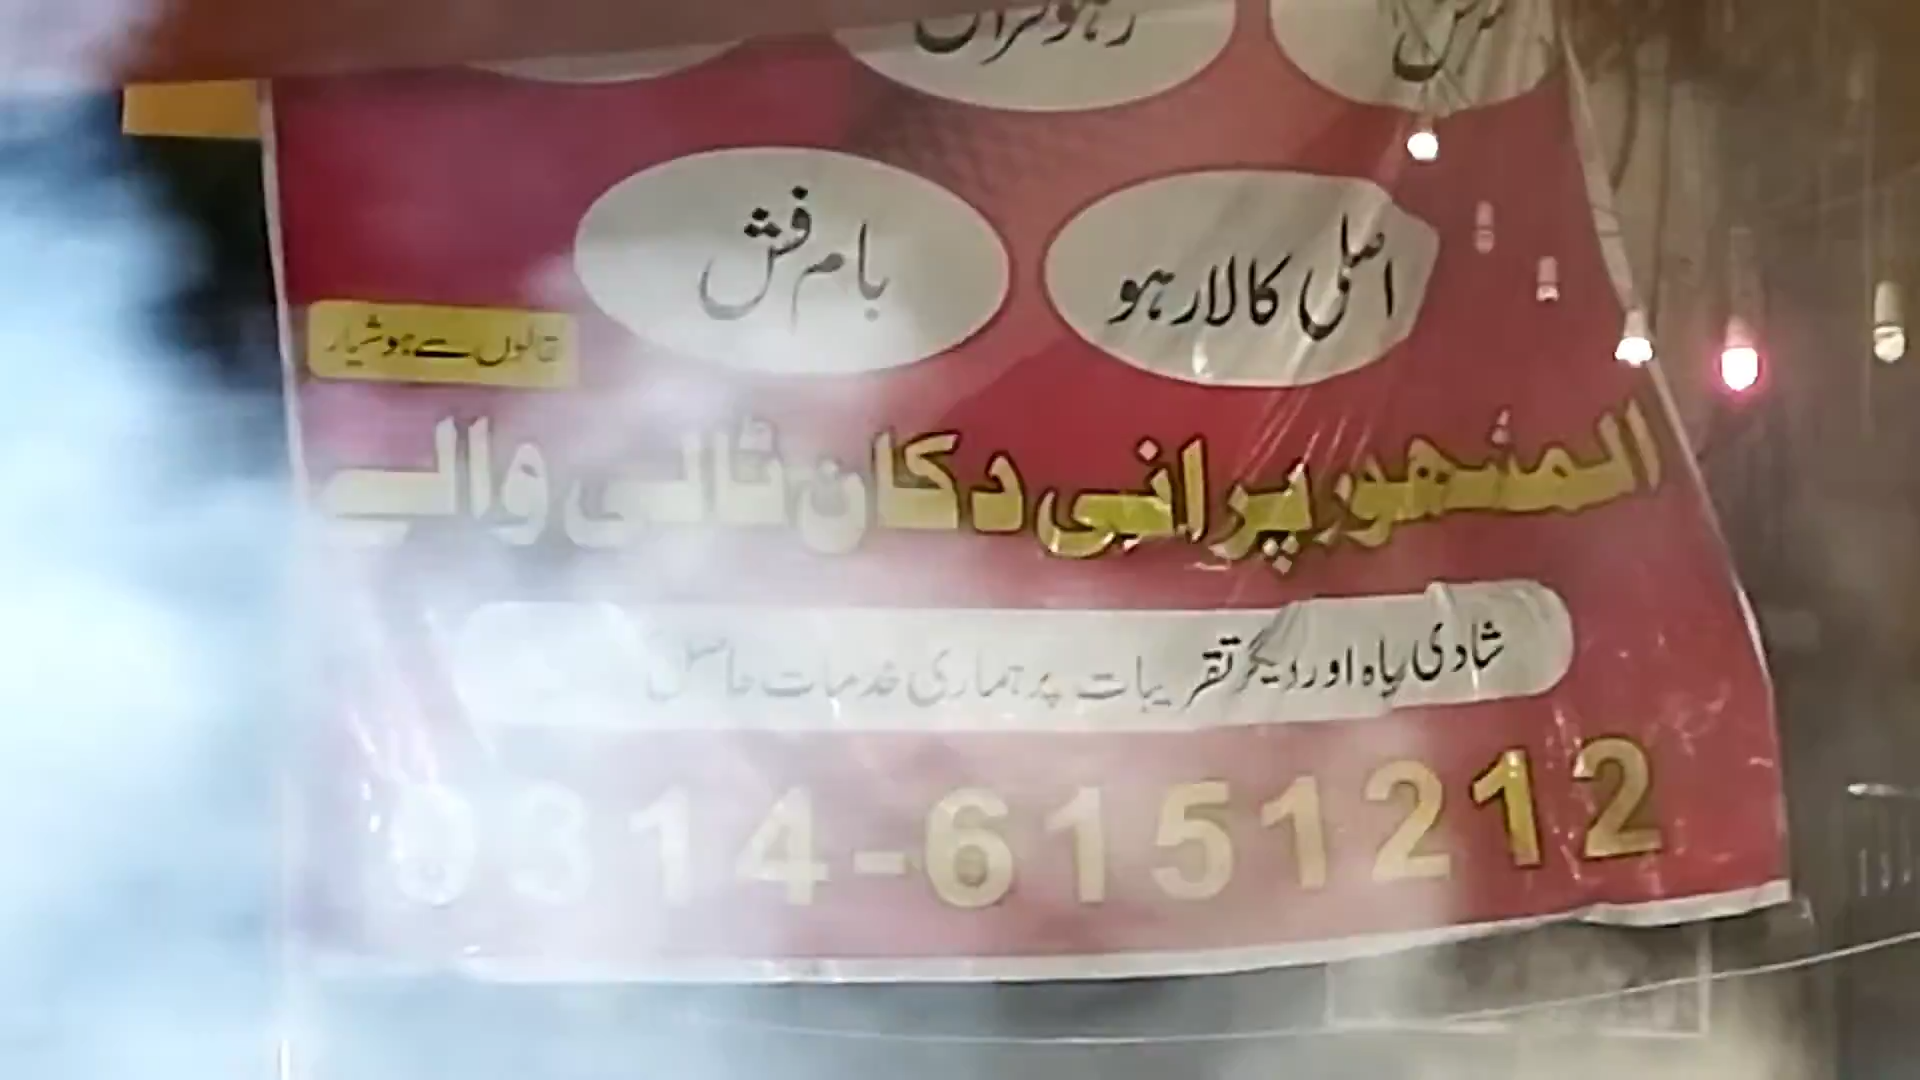 اصلی کالا رہو
بام فش
نقالوں سے ہوشیار
المشہور پرانی دکان ٹالی والے
شادی بیاہ اور دیگر تقریبات پر ہماری خدمات حاصل
0314-6151212